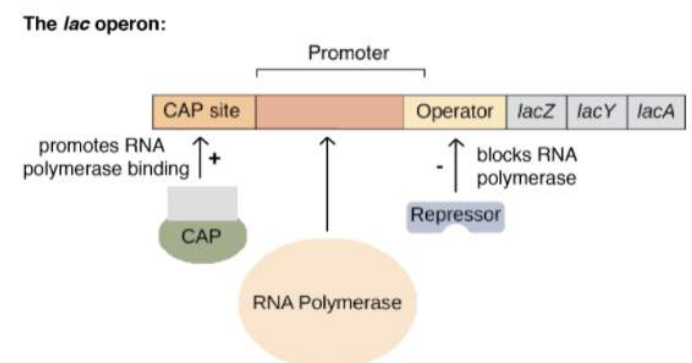 The lac operon:
Promoter
CAP site
Operator
lacZ
lacY
lacA
promotes RNA
polymerase binding
+
-
blocks RNA
polymerase
CAP
Repressor
RNA Polymerase